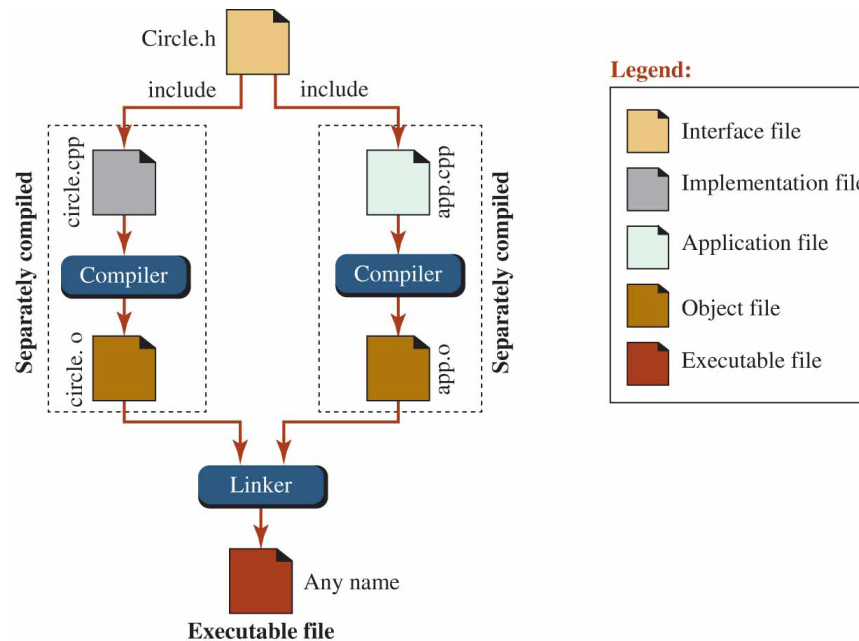 Circle.h
include
include
Legend:
Interface file
Implementation file
Application file
Object file
Executable file
Separately compiled
circle.cpp
Compiler
circle. o
app.cpp
Compiler
app.o
Separately compiled
Linker
Any name
Executable file